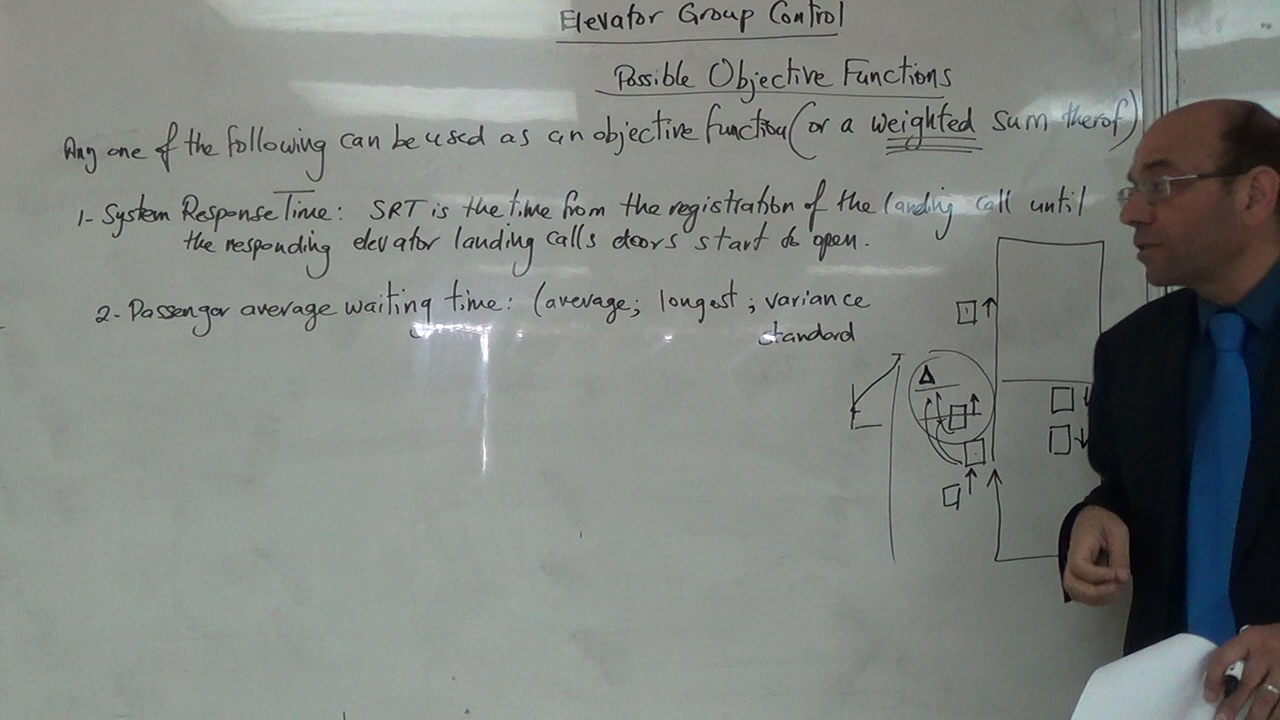 Elevator Group Control
Possible Objective Functions
Any one of the following can be used as an objective function (or a weighted sum therof)
1- System Response Time: SRT is the time from the registration of the landing call until
the responding elevator landing calls doors start to open.
2- Passenger average waiting time: (average; longest; variance
standard